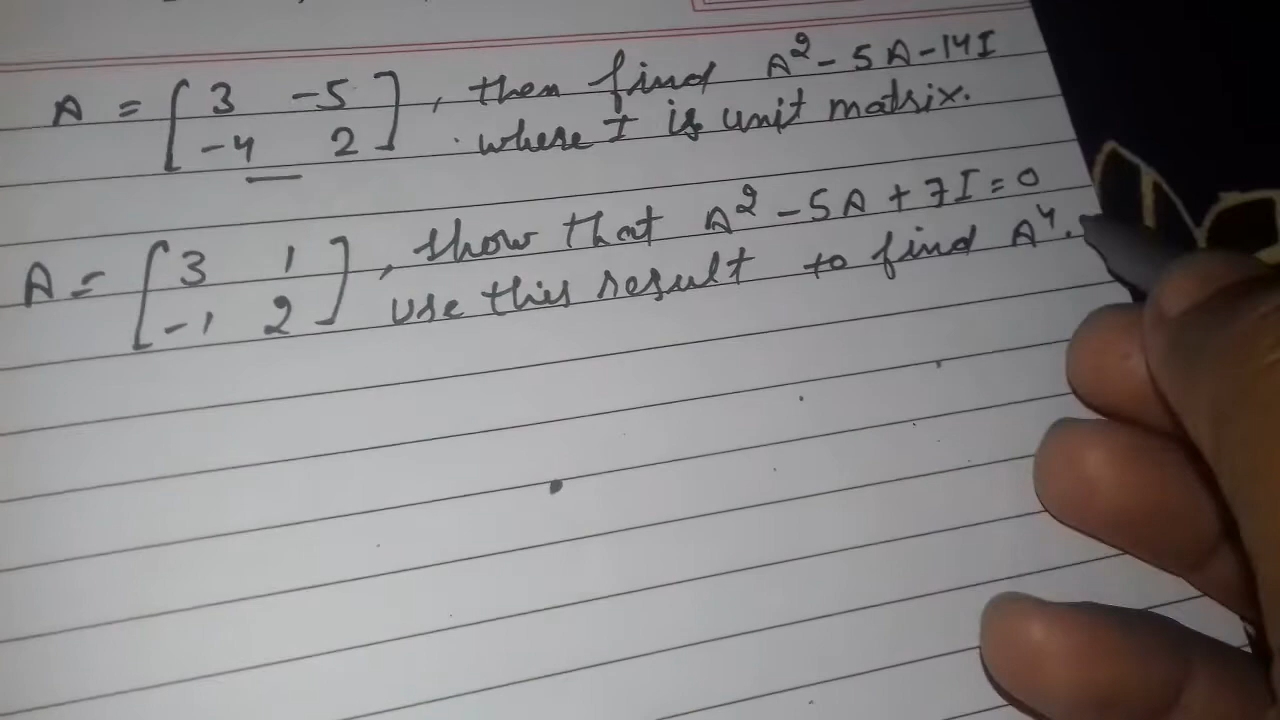 A = [ 3 -5 ] , then find A² - 5A - 14I
[ -4 2 ] . where I is unit matrix.
A = [ 3 1 ] , show that A² - 5A + 7I = 0
[ -1 2 ] use this result to find A⁴.